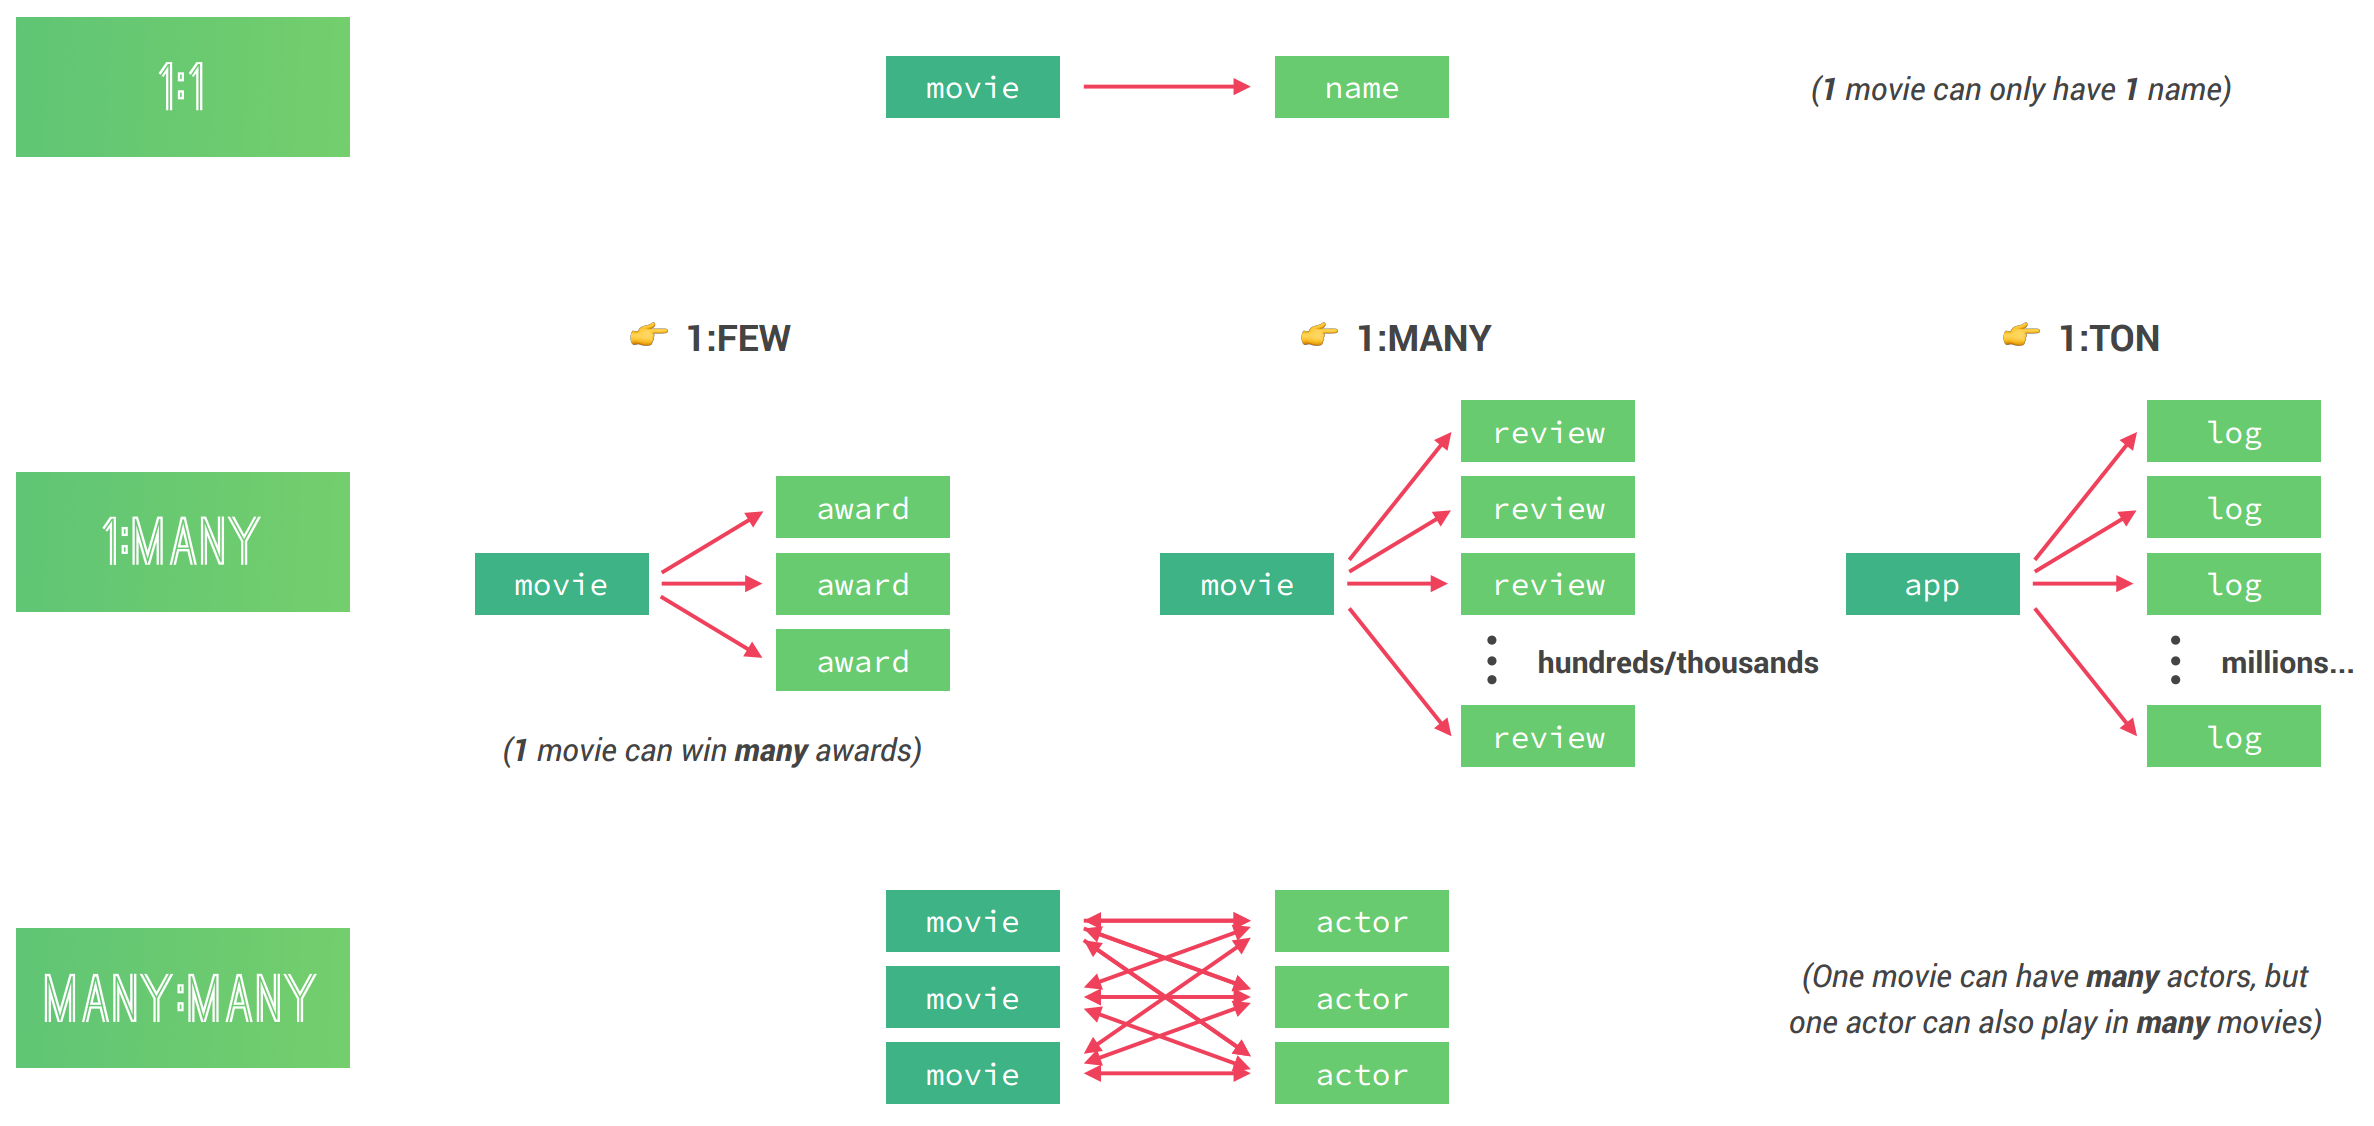 1:1
movie
name
(1 movie can only have 1 name)
👉 1:FEW
👉 1:MANY
👉 1:TON
1:MANY
movie
award
award
award
(1 movie can win many awards)
movie
review
review
review
hundreds/thousands
review
app
log
log
log
millions...
log
MANY:MANY
movie
movie
movie
actor
actor
actor
(One movie can have many actors, but
one actor can also play in many movies)